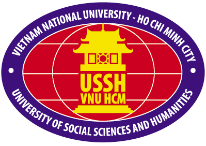 VIETNAM NATIONAL UNIVERSITY - HO CHI MINH CITY
USSH
VNU HCM
UNIVERSITY OF SOCIAL SCIENCES AND HUMANITIES